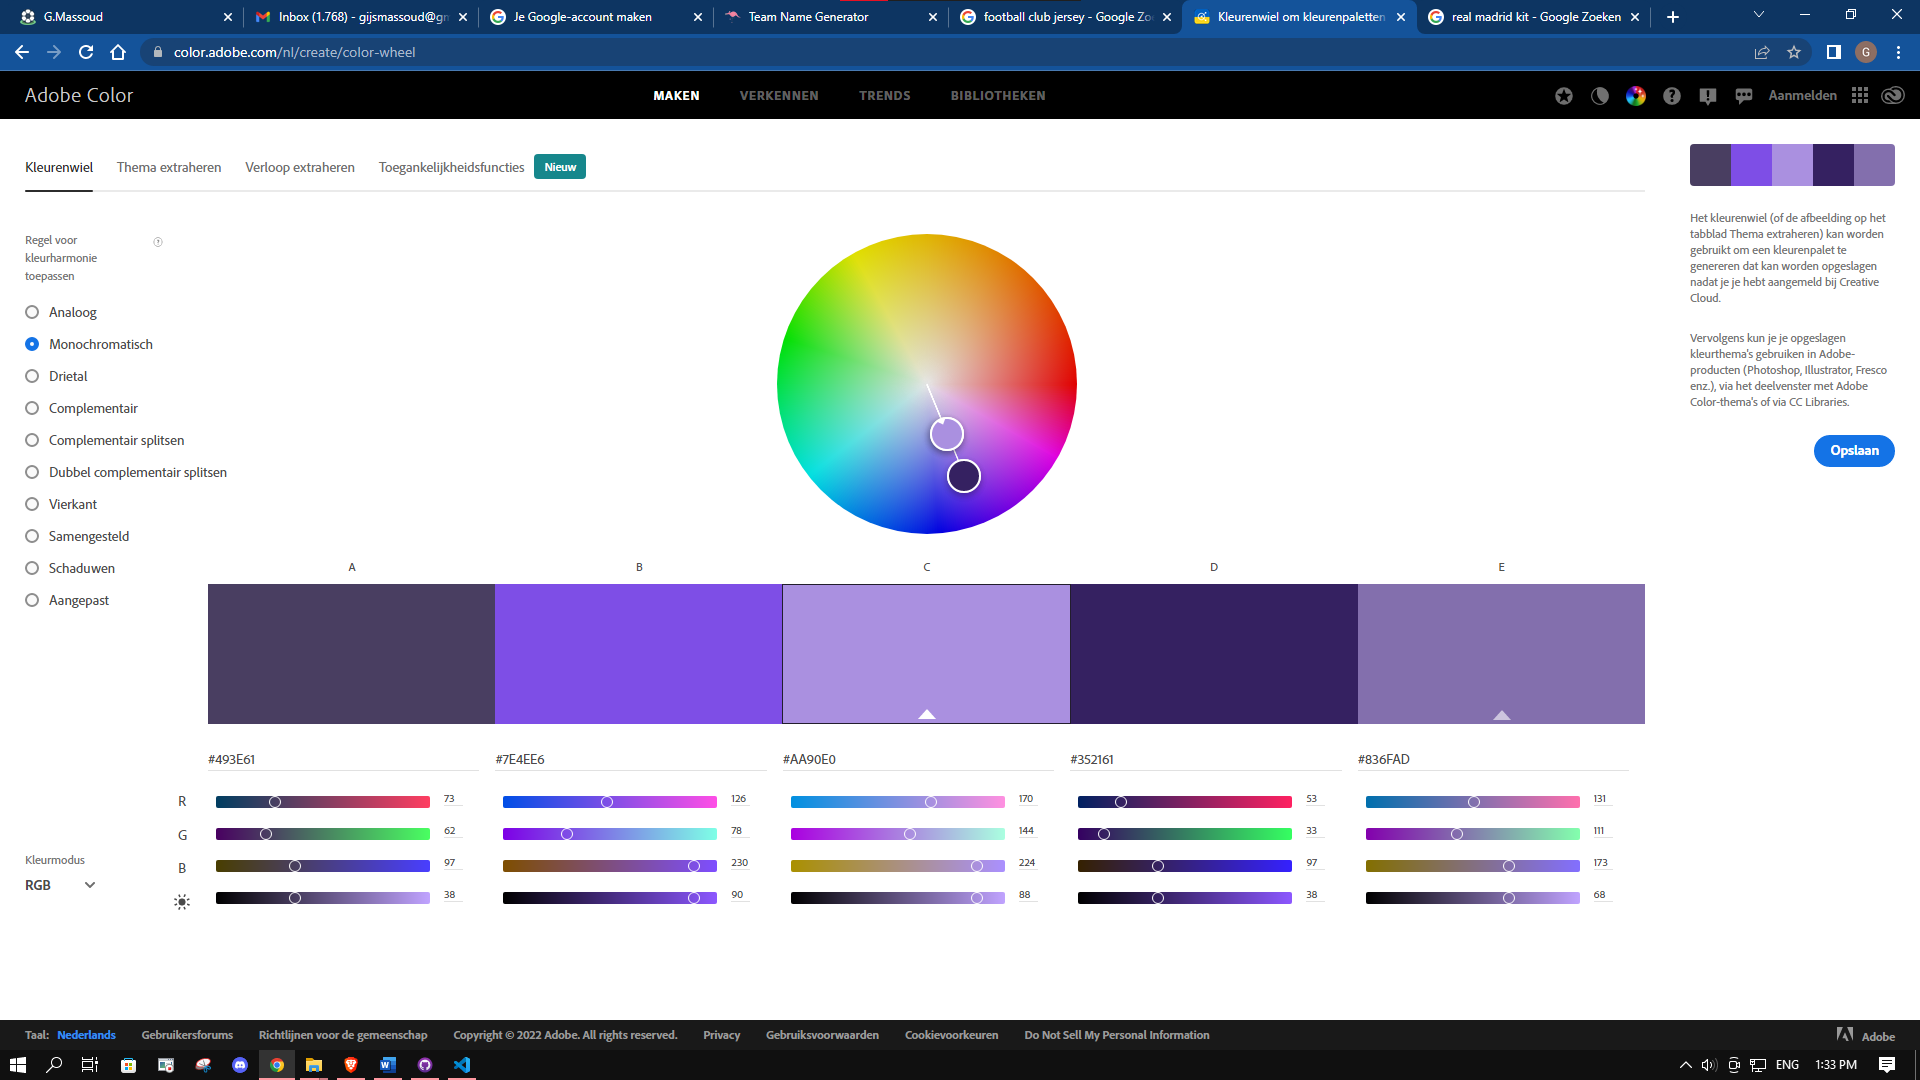 G.Massoud
Inbox (1.768) - gijsmassoud@gm
Je Google-account maken
Team Name Generator
football club jersey - Google Zoe
Kleurenwiel om kleurenpaletten
real madrid kit - Google Zoeken
color.adobe.com/nl/create/color-wheel
G
Adobe Color
MAKEN
VERKENNEN
TRENDS
BIBLIOTHEKEN
Aanmelden
Kleurenwiel
Thema extraheren
Verloop extraheren
Toegankelijkheidsfuncties
Nieuw
Regel voor
kleurharmonie
toepassen
Analoog
Monochromatisch
Drietal
Complementair
Complementair splitsen
Dubbel complementair splitsen
Vierkant
Samengesteld
Schaduwen
Aangepast
Het kleurenwiel (of de afbeelding op het
tabblad Thema extraheren) kan worden
gebruikt om een kleurenpalet te
genereren dat kan worden opgeslagen
nadat je je hebt aangemeld bij Creative
Cloud.
Vervolgens kun je je opgeslagen
kleurthema's gebruiken in Adobe-
producten (Photoshop, Illustrator, Fresco
enz.), via het deelvenster met Adobe
Color-thema's of via CC Libraries.
Opslaan
A B C D E
#493E61 #7E4EE6 #AA90E0 #352161 #836FAD
R 73 126 170 53 131
G 62 78 144 33 111
B 97 230 224 97 173
38 90 88 38 68
Kleurmodus
RGB
Taal: Nederlands Gebruikersforums Richtlijnen voor de gemeenschap Copyright © 2022 Adobe. All rights reserved. Privacy Gebruiksvoorwaarden Cookievoorkeuren Do Not Sell My Personal Information Adobe
ENG 1:33 PM